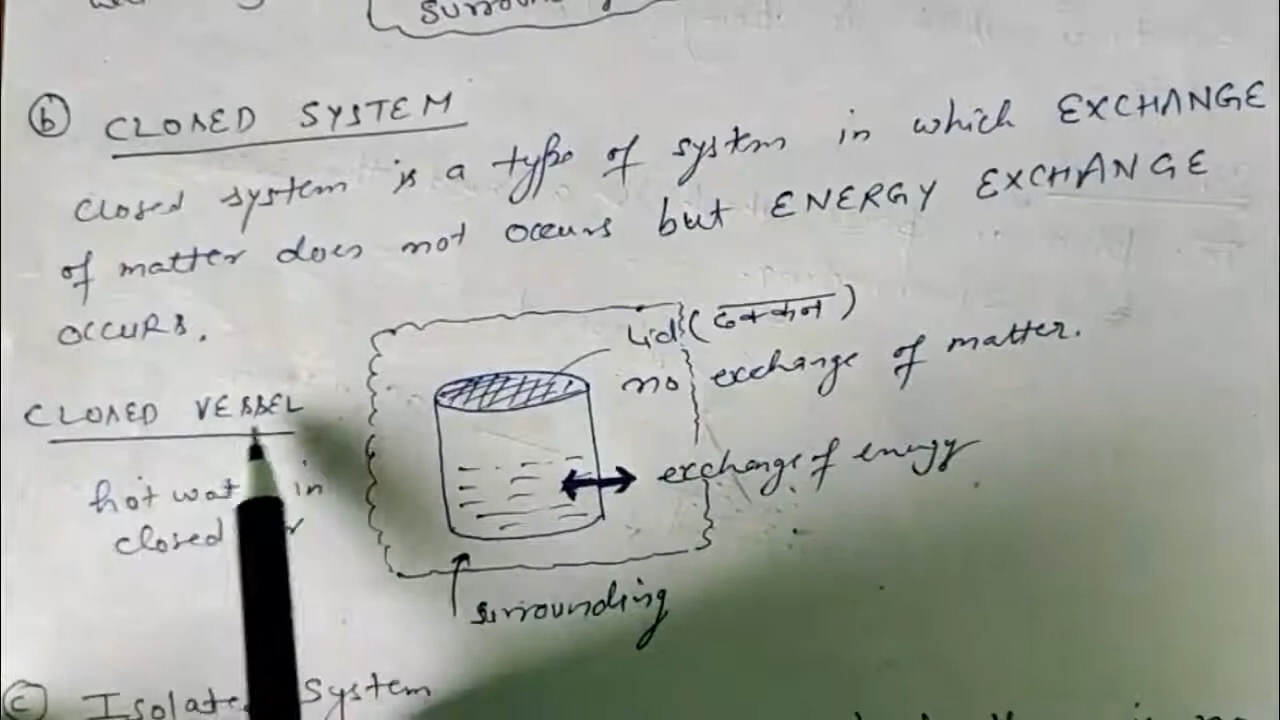 Surroun
(b) CLOSED SYSTEM
closed system is a type of system in which EXCHANGE
of matter does not occurs but ENERGY EXCHANGE
OCCURS.
Lid (ढक्कन)
no exchange of matter.
CLOSED VESSEL
exchange of energy
hot wat in
closed
surrounding
(c) Isolate System